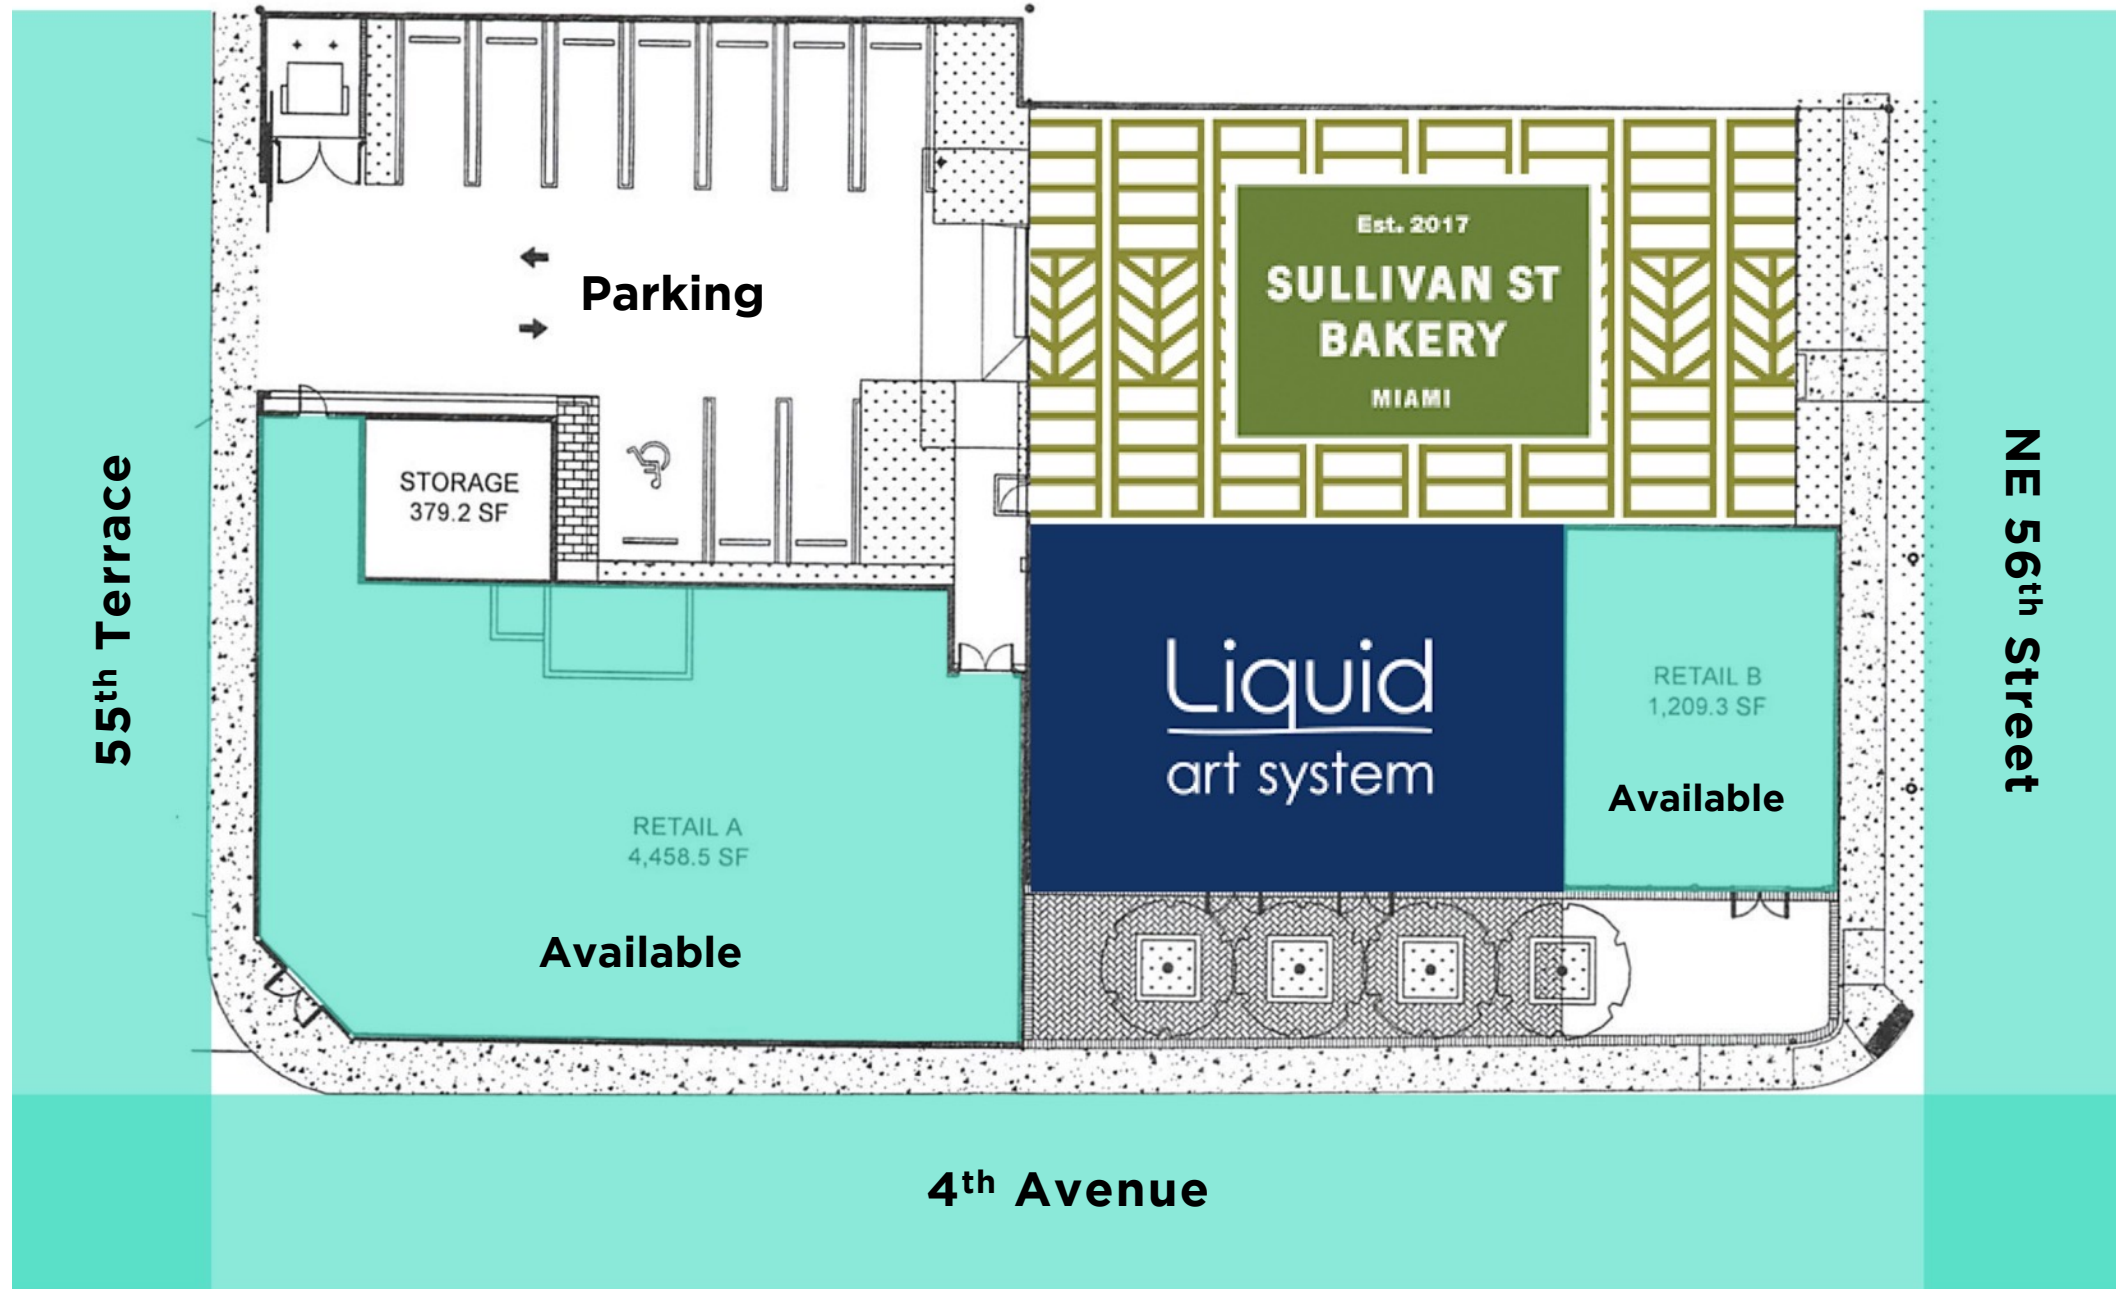 Est. 2017
SULLIVAN ST
BAKERY
MIAMI
Parking
STORAGE
379.2 SF
55th Terrace
NE 56th Street
Liquid
art system
RETAIL B
1,209.3 SF
Available
RETAIL A
4,458.5 SF
Available
4th Avenue